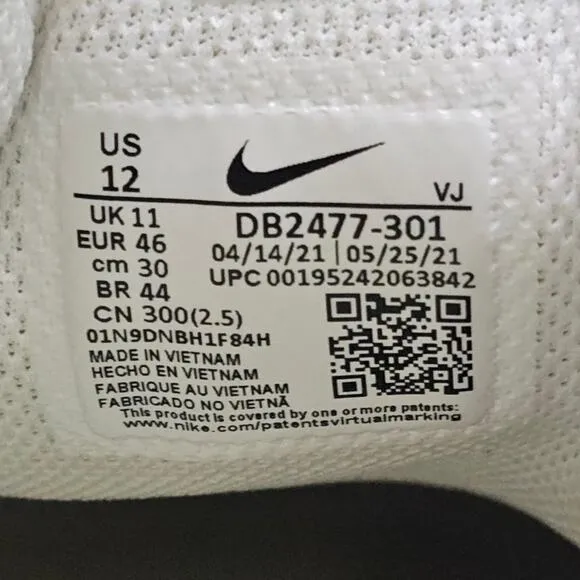 US
12
VJ
UK 11
DB2477-301
EUR 46
04/14/21 | 05/25/21
cm 30
UPC 00195242063842
BR 44
CN 300(2.5)
01N9DNBH1F84H
MADE IN VIETNAM
HECHO EN VIETNAM
FABRIQUE AU VIETNAM
FABRICADO NO VIETNÃ
This product is covered by one or more patents:
www.nike.com/patentsvirtualmarking